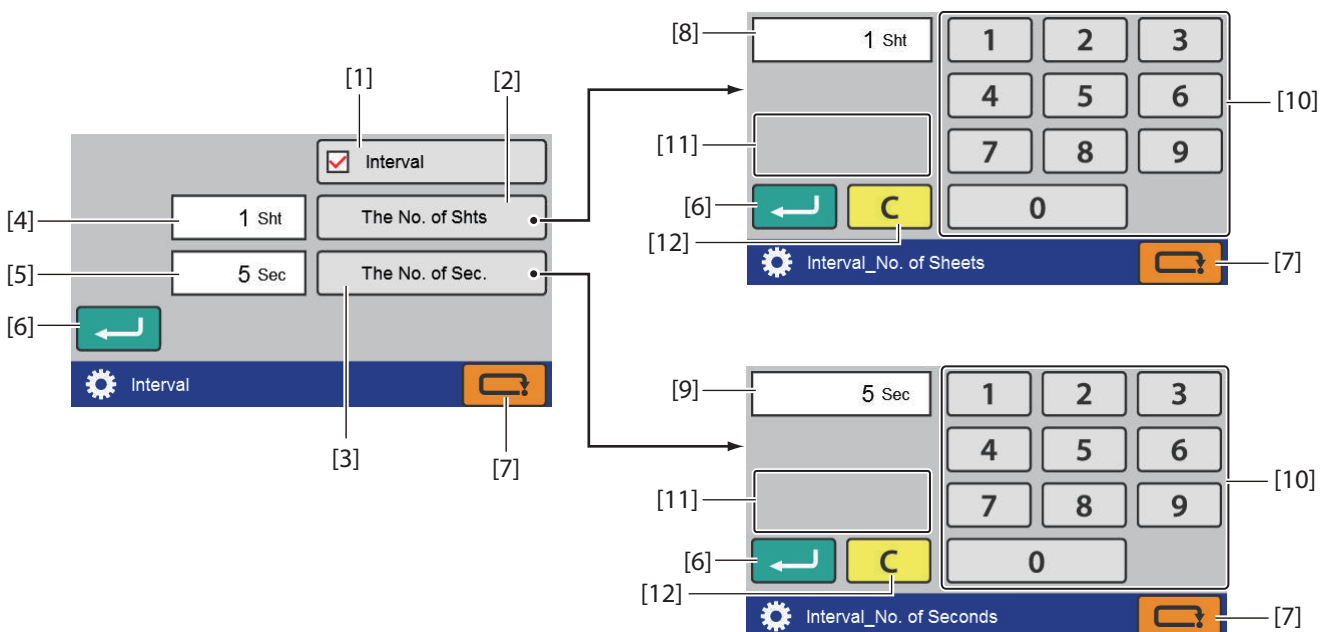 [1]
[2]
Interval
[4]
1 Sht
The No. of Shts
[5]
5 Sec
The No. of Sec.
[6]
Interval
[3]
[7]
[8]
1 Sht
1 2 3
4 5 6
[10]
[11]
7 8 9
[6]
C
0
[12]
Interval_No. of Sheets
[7]
[9]
5 Sec
1 2 3
4 5 6
[10]
[11]
7 8 9
[6]
C
0
[12]
Interval_No. of Seconds
[7]